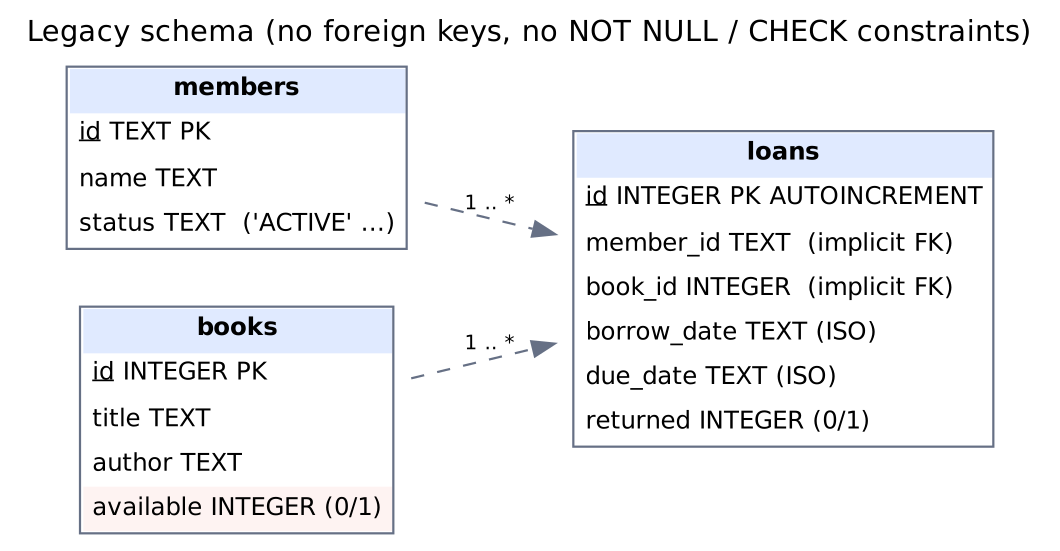 Legacy schema (no foreign keys, no NOT NULL / CHECK constraints)
members
id TEXT PK
name TEXT
status TEXT  ('ACTIVE' ...)
books
id INTEGER PK
title TEXT
author TEXT
available INTEGER (0/1)
1 .. *
1 .. *
loans
id INTEGER PK AUTOINCREMENT
member_id TEXT  (implicit FK)
book_id INTEGER  (implicit FK)
borrow_date TEXT (ISO)
due_date TEXT (ISO)
returned INTEGER (0/1)